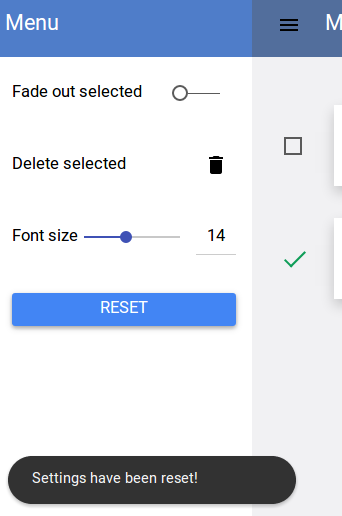 Menu
M
Fade out selected
Delete selected
Font size 14
RESET
Settings have been reset!